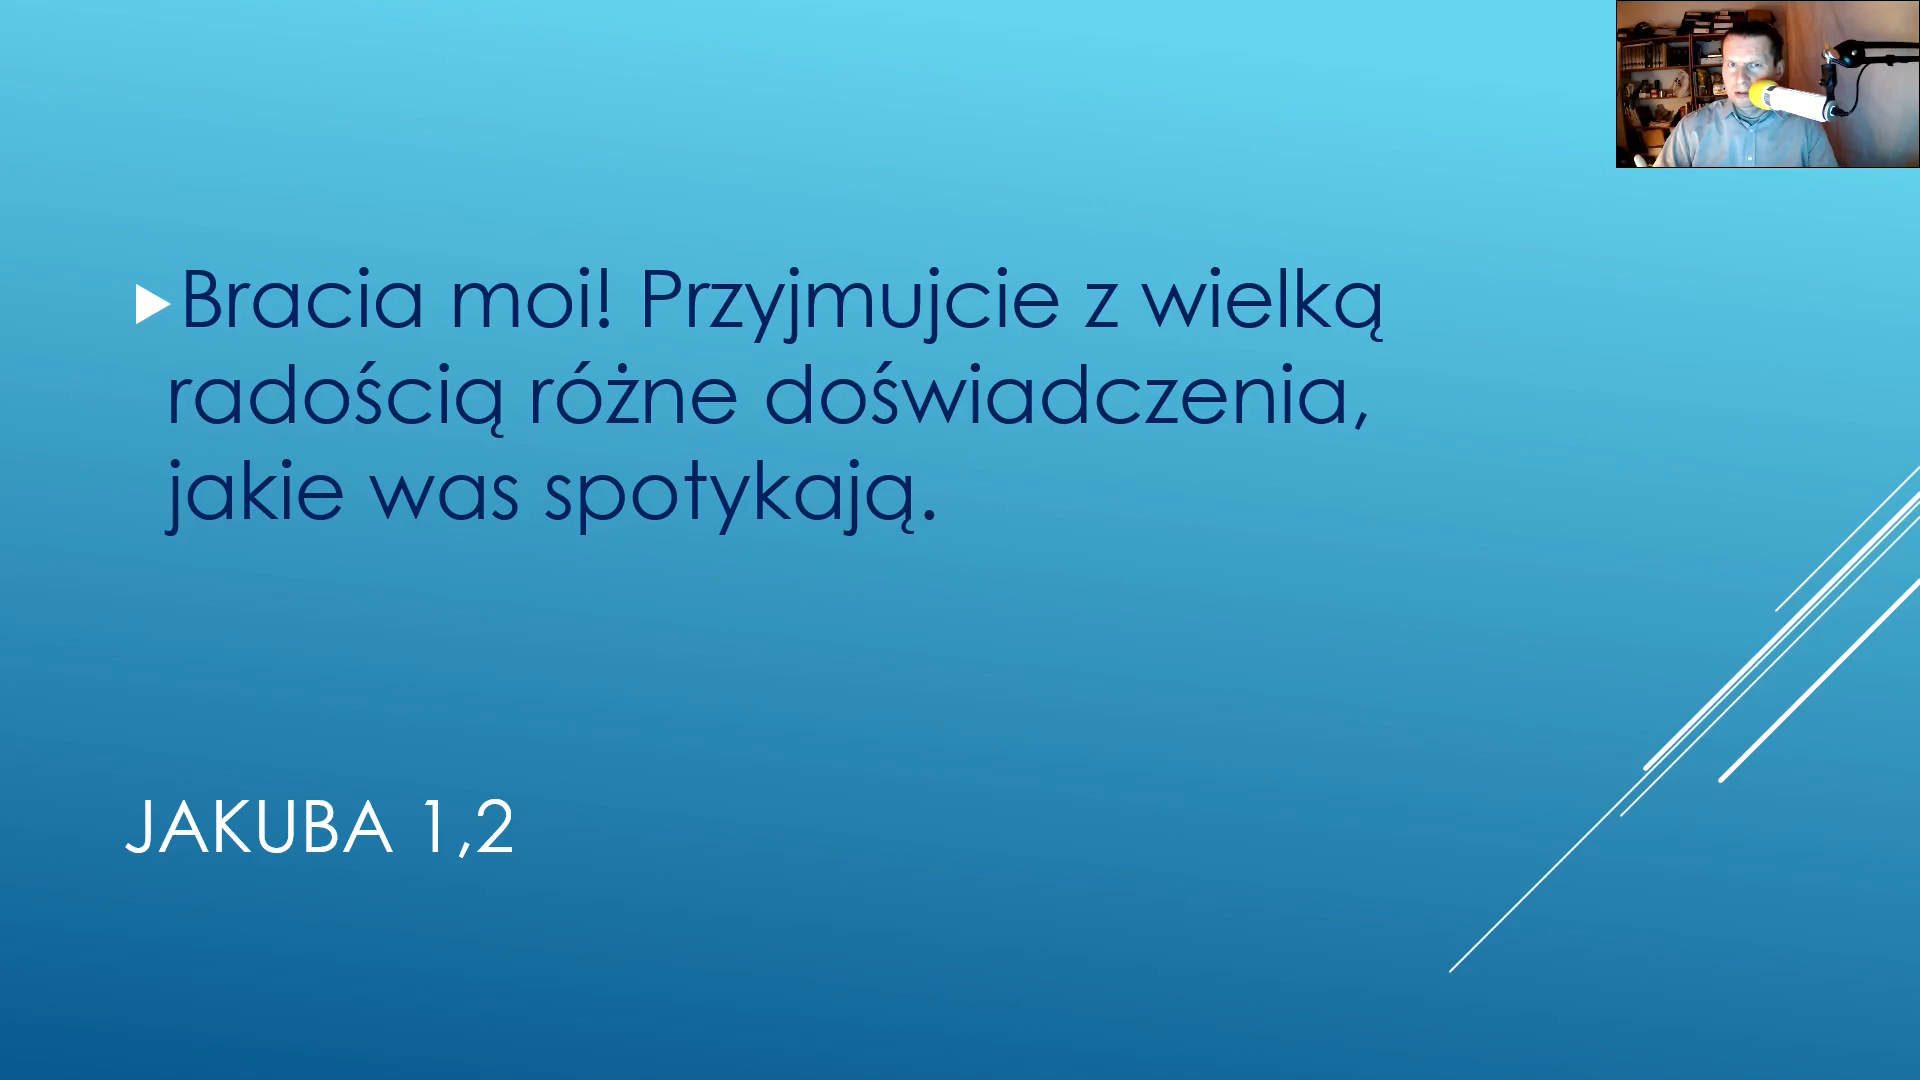 Bracia moi! Przyjmujcie z wielką
radością różne doświadczenia,
jakie was spotykają.
JAKUBA 1,2